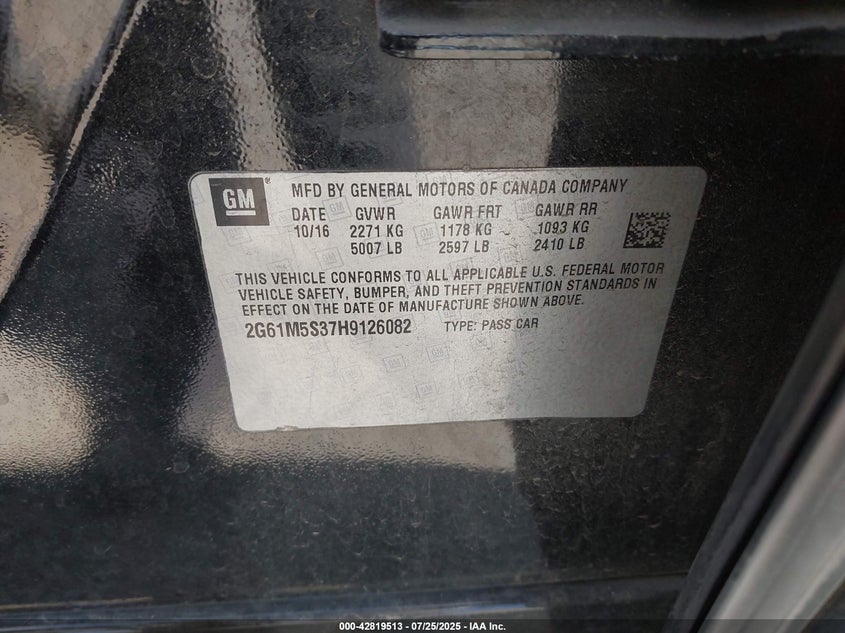 GM
MFD BY GENERAL MOTORS OF CANADA COMPANY
DATE GVWR GAWR FRT GAWR RR
10/16 2271 KG 1178 KG 1093 KG
5007 LB 2597 LB 2410 LB
THIS VEHICLE CONFORMS TO ALL APPLICABLE U.S. FEDERAL MOTOR
VEHICLE SAFETY, BUMPER, AND THEFT PREVENTION STANDARDS IN
EFFECT ON THE DATE OF MANUFACTURE SHOWN ABOVE.
2G61M5S37H9126082 TYPE: PASS CAR
000-42819513 — 07/25/2025 — IAA Inc.